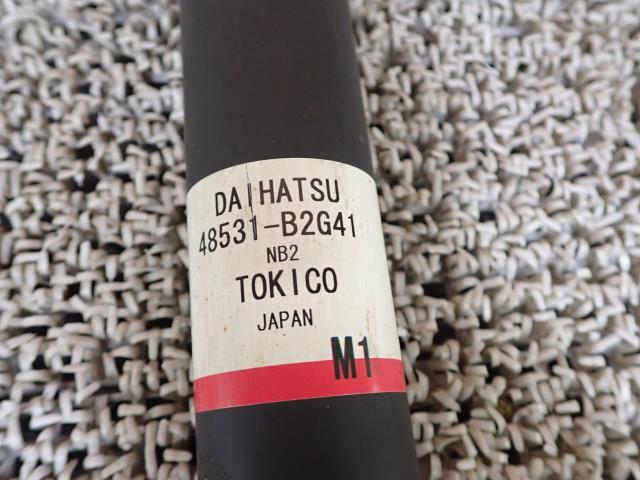 DAIHATSU
48531-B2G41
NB2
TOKICO
JAPAN
M1